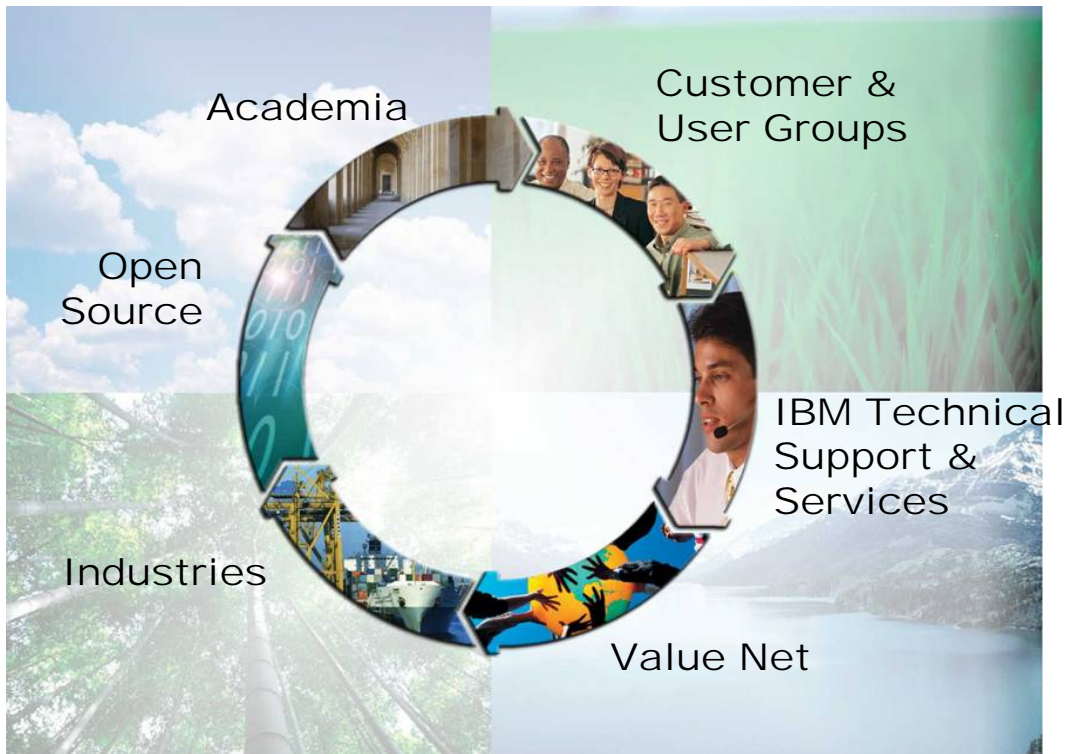 Academia
Customer &
User Groups
Open
Source
IBM Technical
Support &
Services
Industries
Value Net